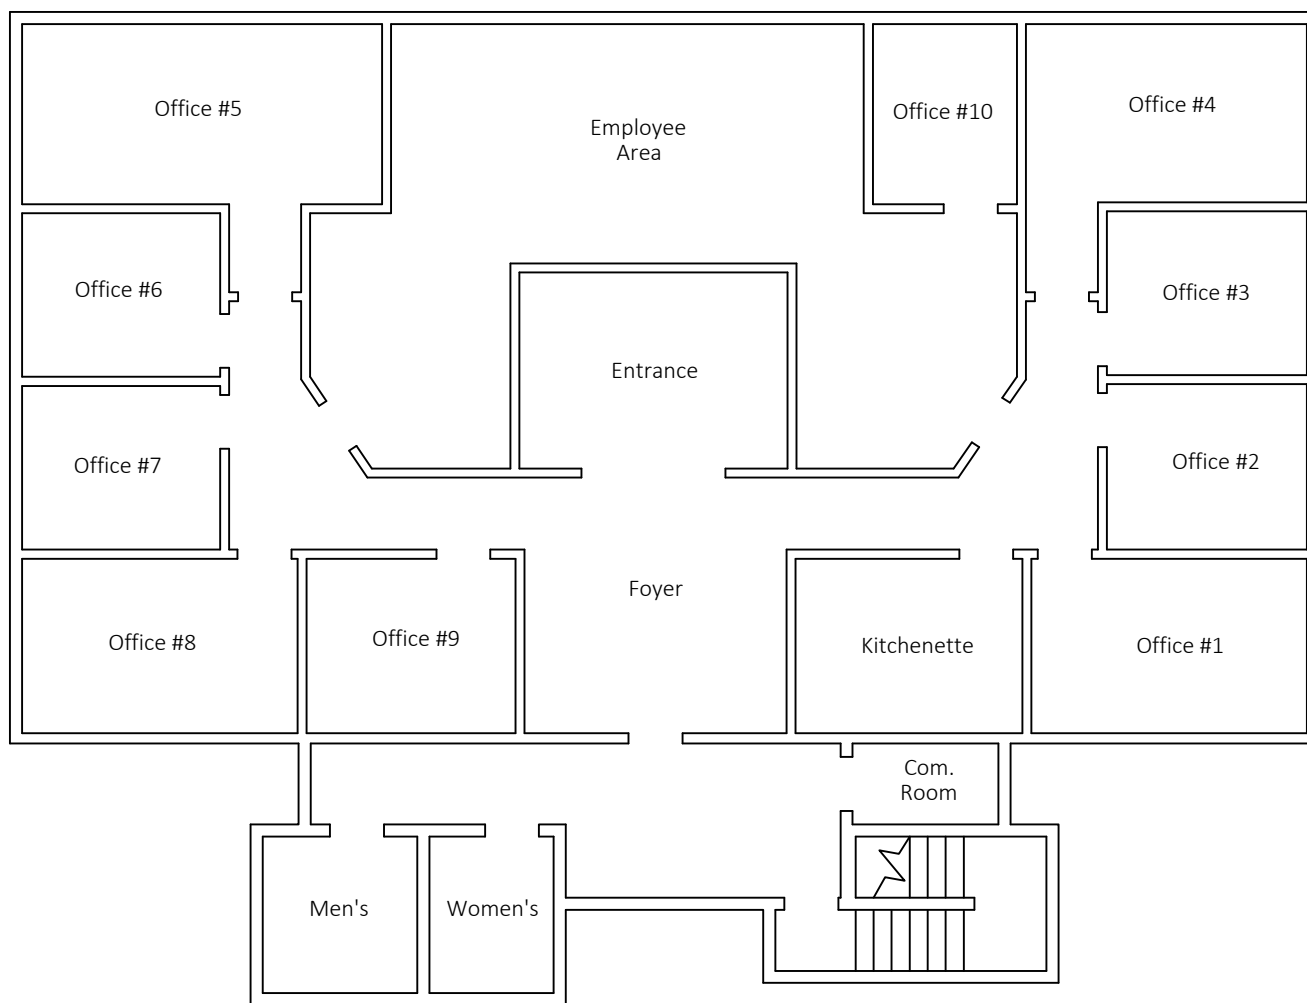 Office #5
Employee
Area
Office #10
Office #4
Office #6
Office #3
Entrance
Office #7
Office #2
Foyer
Office #8
Office #9
Kitchenette
Office #1
Com.
Room
Men's
Women's